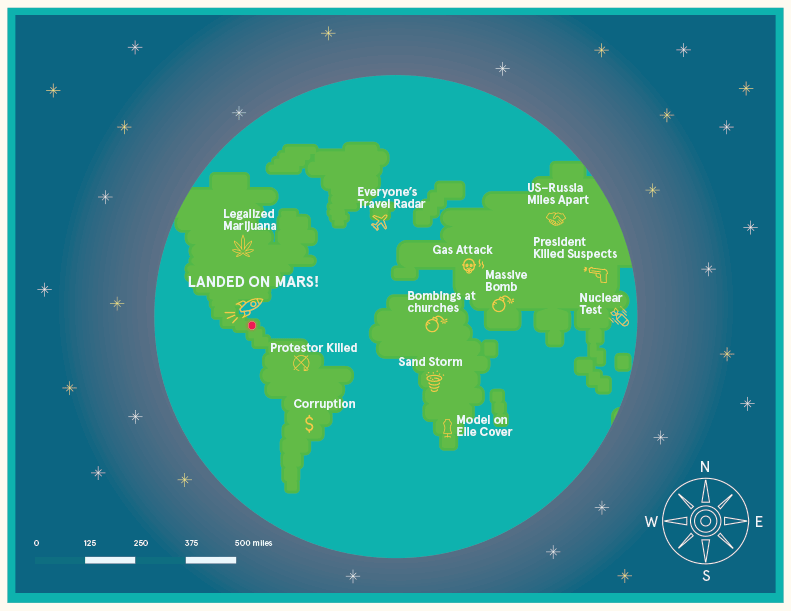 Everyone's
Travel Radar
US–Russia
Miles Apart
Legalized
Marijuana
Gas Attack
President
Killed Suspects
LANDED ON MARS!
Massive
Bomb
Bombings at
churches
Nuclear
Test
Protestor Killed
Sand Storm
Corruption
$
Model on
Elle Cover
N
W
E
S
0 125 250 375 500 miles